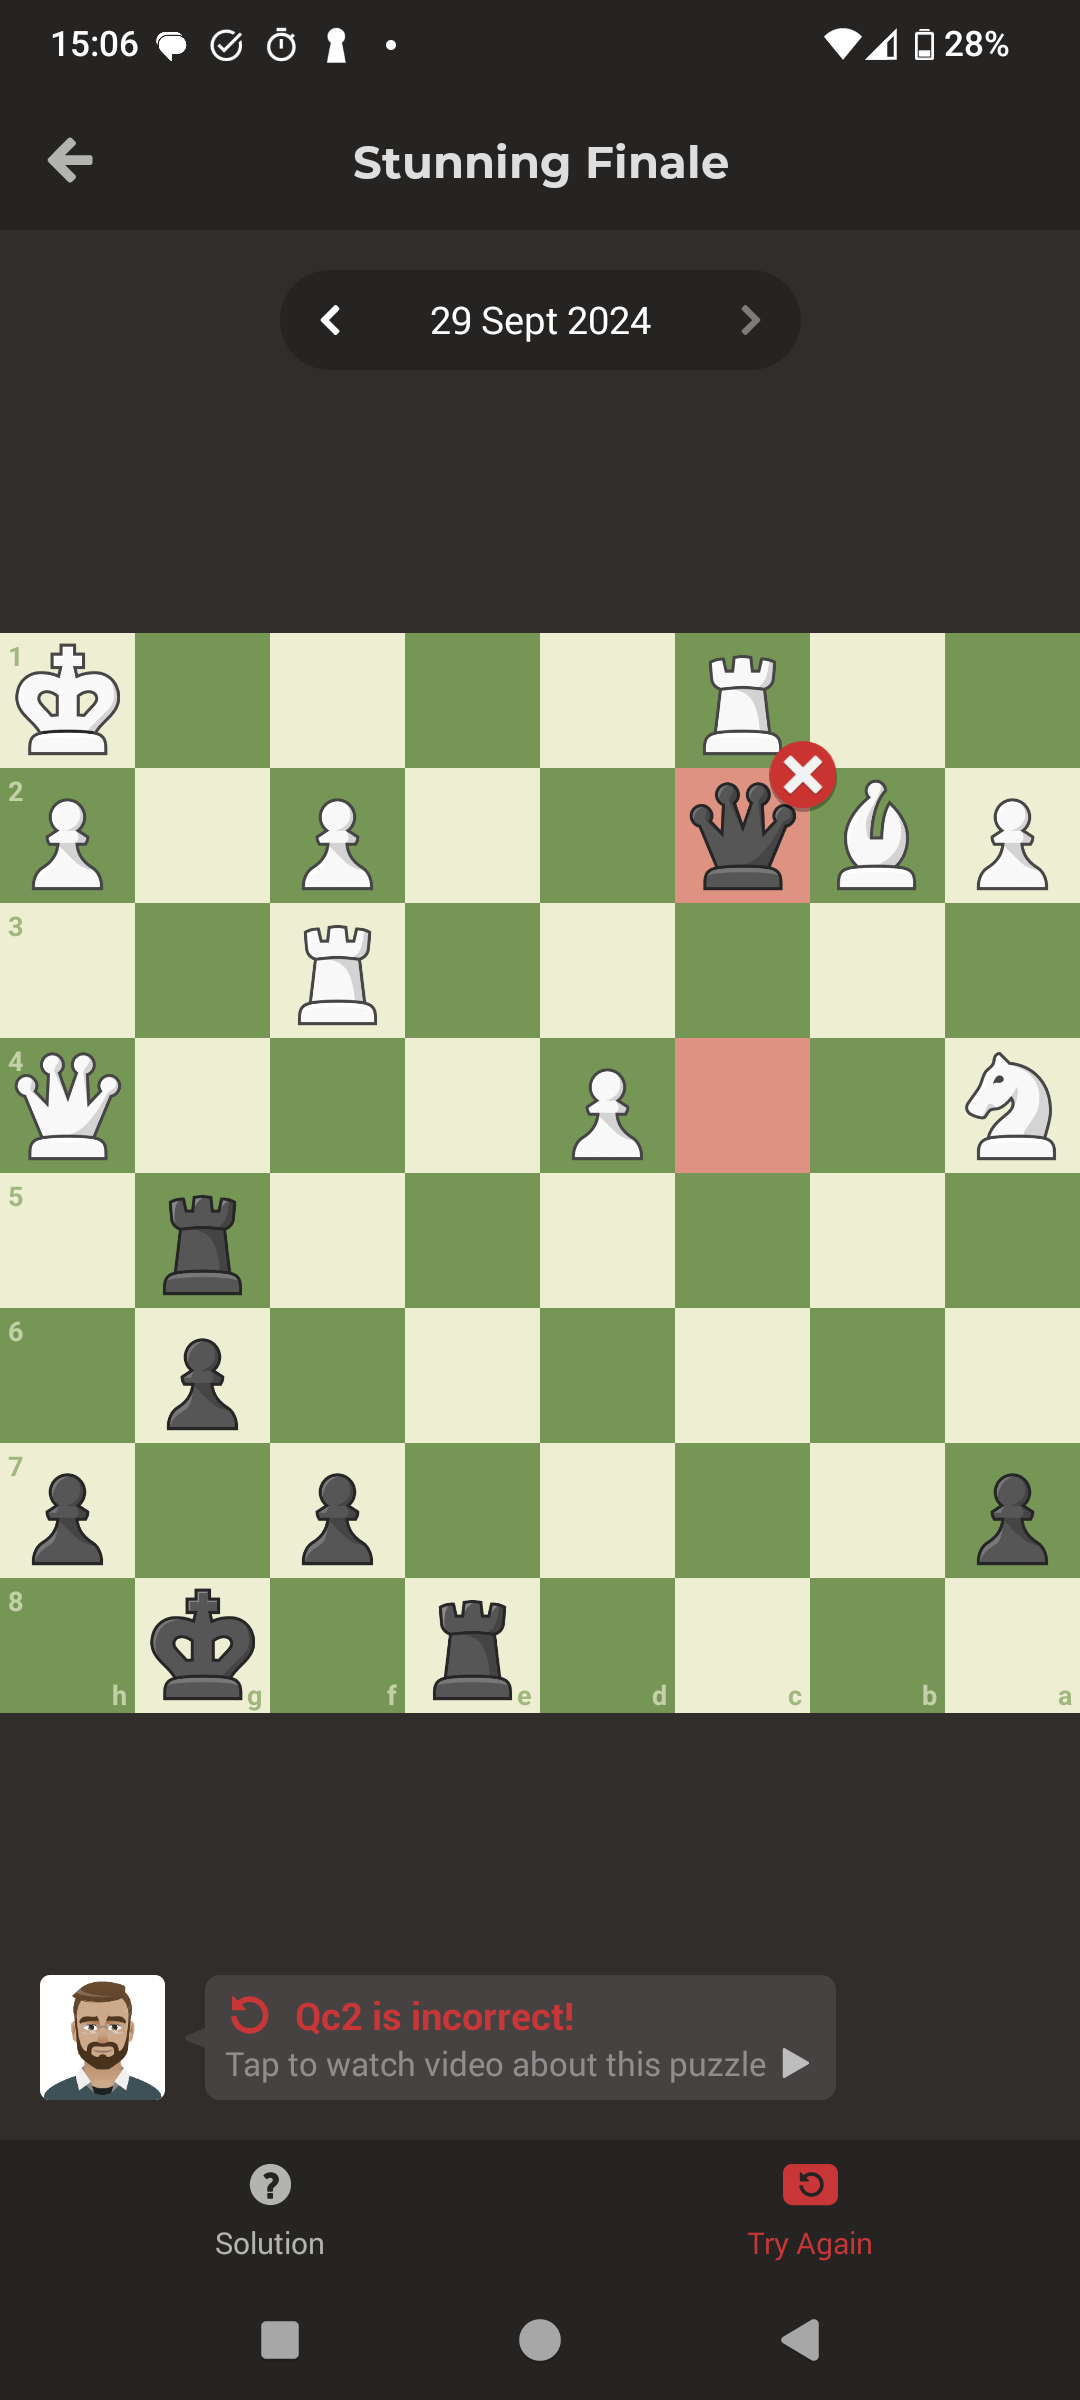 15:06
28%
Stunning Finale
29 Sept 2024
1
2
3
4
5
6
7
8
h g f e d c b a
Qc2 is incorrect!
Tap to watch video about this puzzle
Solution
Try Again